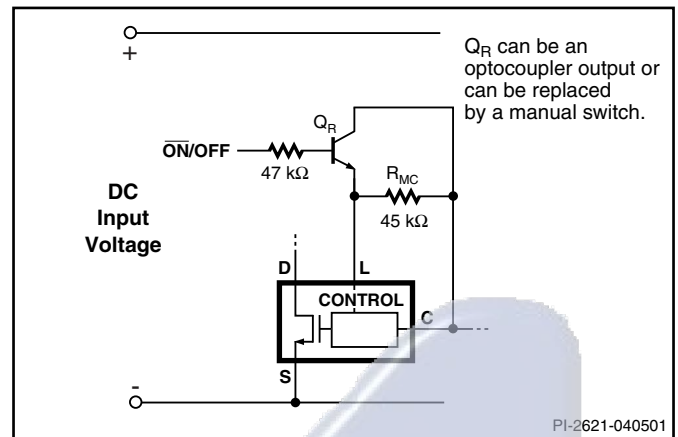 +
Q_R can be an
optocoupler output or
can be replaced
by a manual switch.
Q_R
ON/OFF
47 kΩ
R_MC
45 kΩ
DC
Input
Voltage
D
L
CONTROL
C
S
-
PI-2621-040501